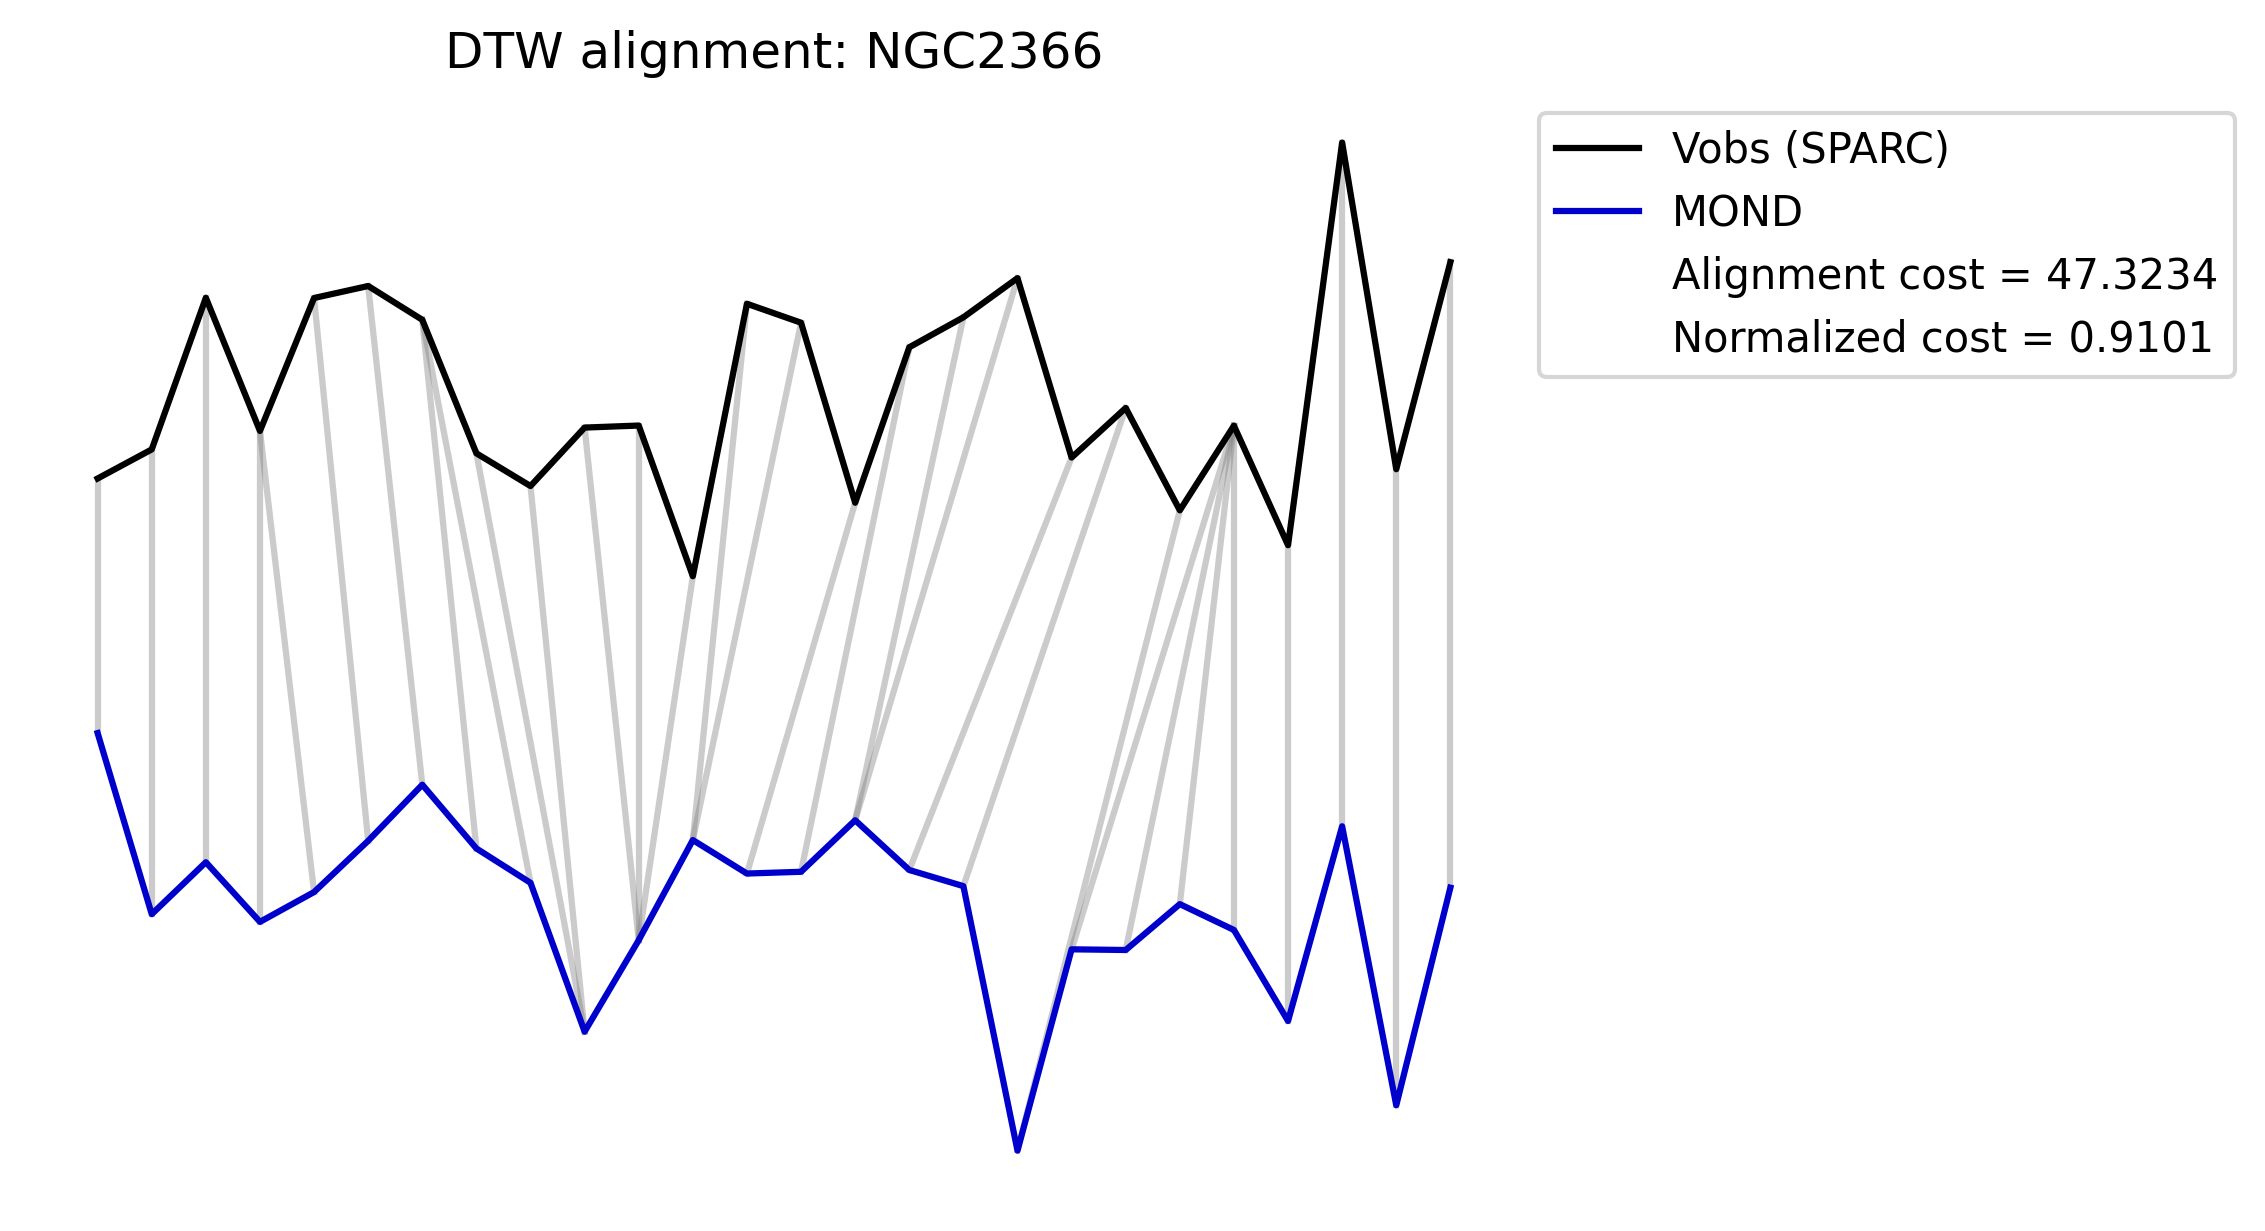 DTW alignment: NGC2366
Vobs (SPARC)
MOND
Alignment cost = 47.3234
Normalized cost = 0.9101